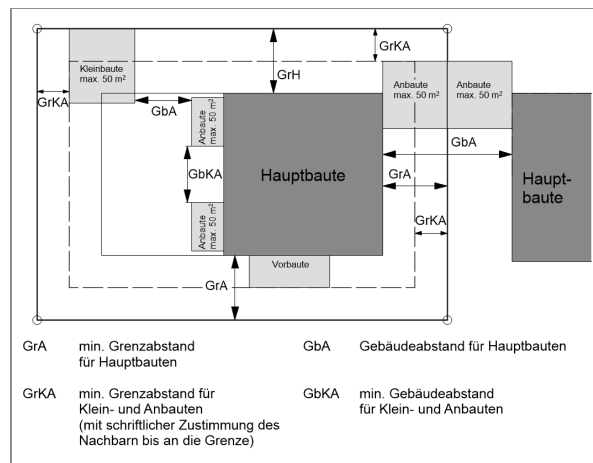 Kleinbaute
max. 50 m²
GrKA
GrH
GrKA
GbA
Anbaute
max. 50 m²
Anbaute
max. 50 m²
Anbaute
max. 50 m²
GbA
GbKA
Hauptbaute
GrA
Haupt-
baute
Anbaute
max. 50 m²
GrKA
Vorbaute
GrA
GrA min. Grenzabstand
für Hauptbauten
GbA Gebäudeabstand für Hauptbauten
GrKA min. Grenzabstand für
Klein- und Anbauten
(mit schriftlicher Zustimmung des
Nachbarn bis an die Grenze)
GbKA min. Gebäudeabstand
für Klein- und Anbauten